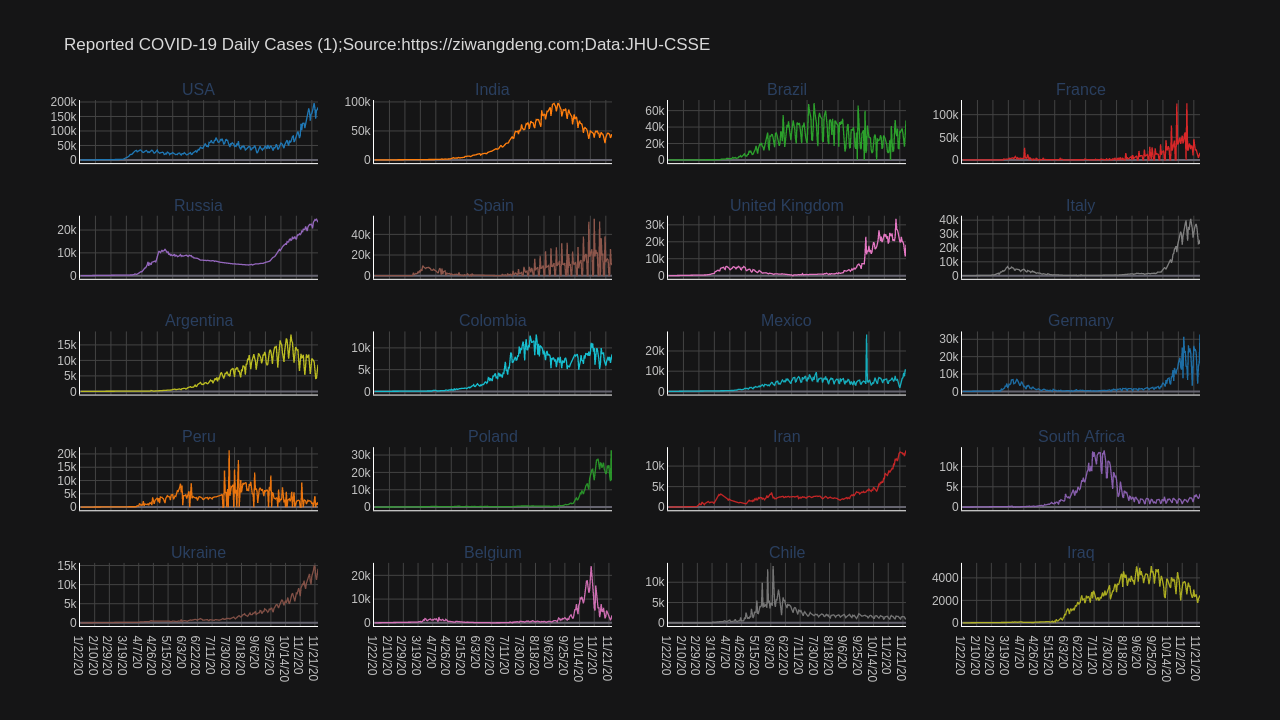 Reported COVID-19 Daily Cases (1);Source:https://ziwangdeng.com;Data:JHU-CSSE
USA
India
Brazil
France
200k
150k
100k
50k
0
100k
50k
0
60k
40k
20k
0
100k
50k
0
Russia
Spain
United Kingdom
Italy
20k
10k
0
40k
20k
0
30k
20k
10k
0
40k
30k
20k
10k
0
Argentina
Colombia
Mexico
Germany
15k
10k
5k
0
10k
5k
0
20k
10k
0
30k
20k
10k
0
Peru
Poland
Iran
South Africa
20k
15k
10k
5k
0
30k
20k
10k
0
10k
5k
0
10k
5k
0
Ukraine
Belgium
Chile
Iraq
15k
10k
5k
0
20k
10k
0
10k
5k
0
4000
2000
0
1/22/20
2/10/20
2/29/20
3/19/20
4/7/20
4/26/20
5/15/20
6/3/20
6/22/20
7/11/20
7/30/20
8/18/20
9/6/20
9/25/20
10/14/20
11/2/20
11/21/20
1/22/20
2/10/20
2/29/20
3/19/20
4/7/20
4/26/20
5/15/20
6/3/20
6/22/20
7/11/20
7/30/20
8/18/20
9/6/20
9/25/20
10/14/20
11/2/20
11/21/20
1/22/20
2/10/20
2/29/20
3/19/20
4/7/20
4/26/20
5/15/20
6/3/20
6/22/20
7/11/20
7/30/20
8/18/20
9/6/20
9/25/20
10/14/20
11/2/20
11/21/20
1/22/20
2/10/20
2/29/20
3/19/20
4/7/20
4/26/20
5/15/20
6/3/20
6/22/20
7/11/20
7/30/20
8/18/20
9/6/20
9/25/20
10/14/20
11/2/20
11/21/20